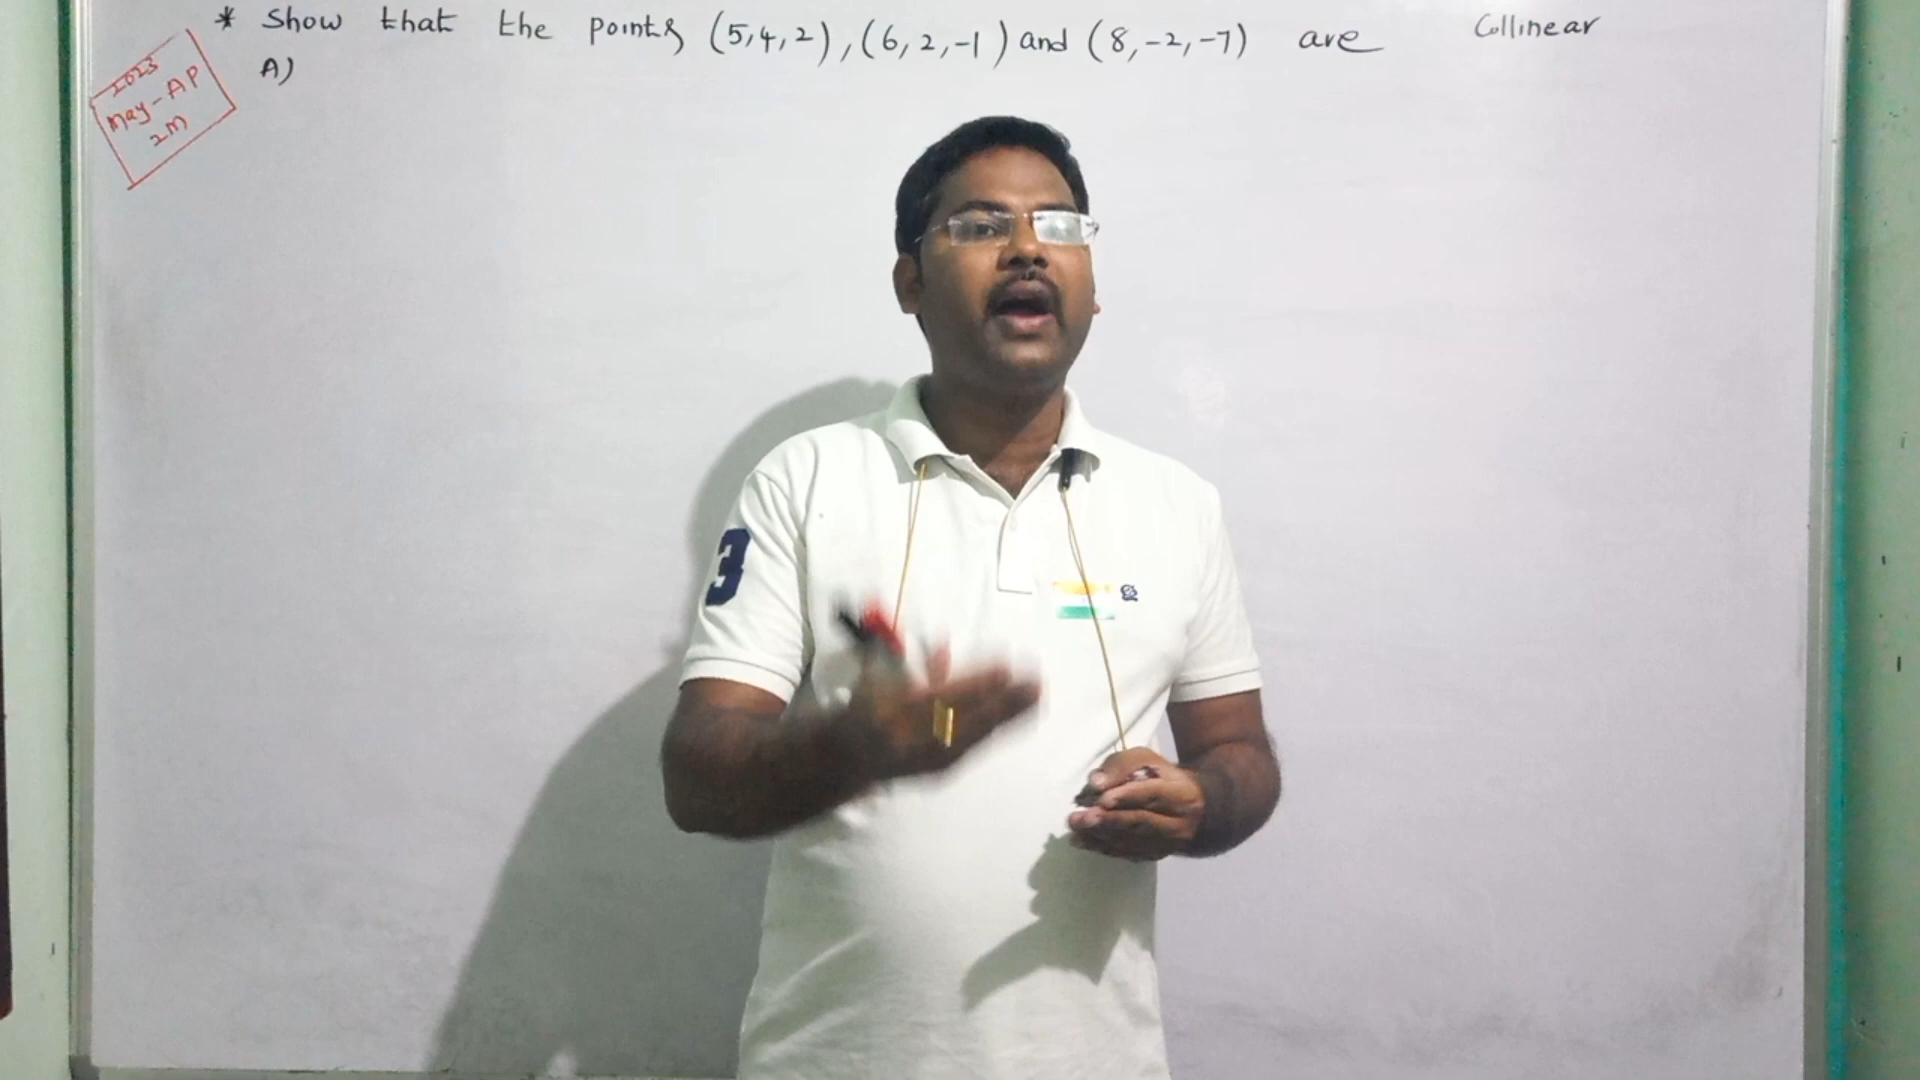 * Show that the points (5,4,2), (6,2,-1) and (8,-2,-7) are Collinear
A)
2023
May-AP
2M
3